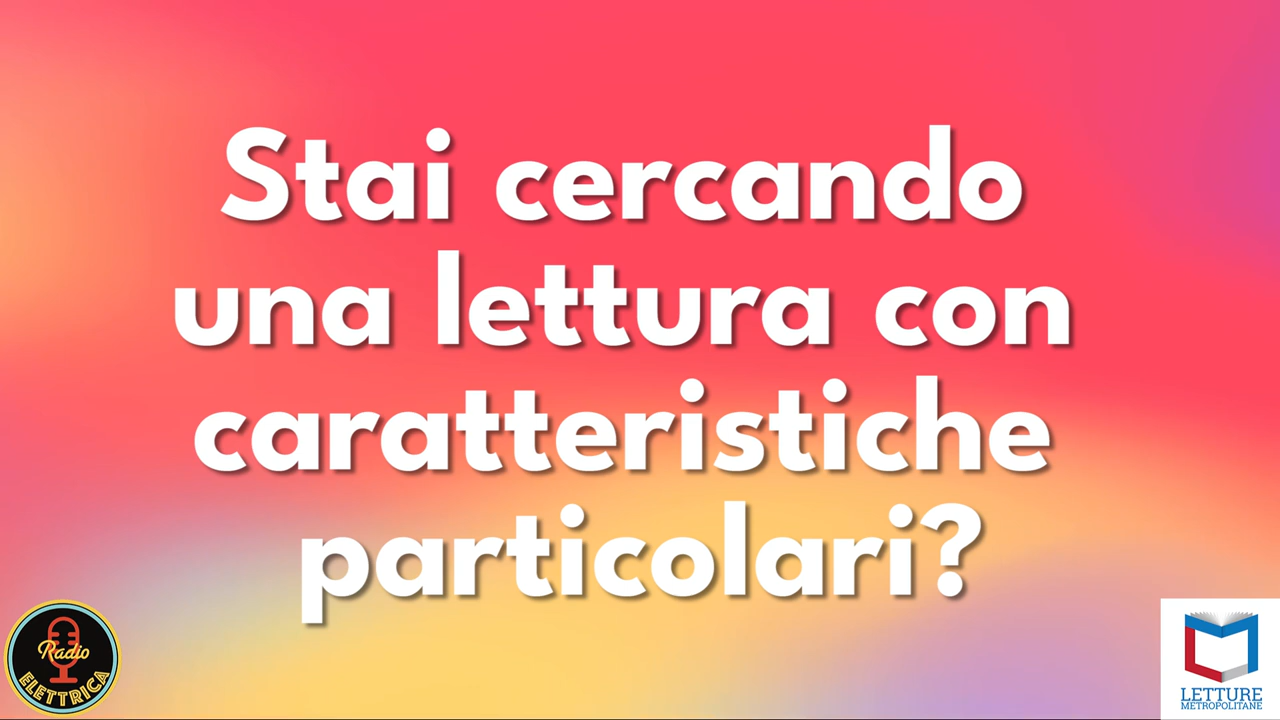 Stai cercando
una lettura con
caratteristiche
particolari?
Radio
ELETTRICA
LETTURE
METROPOLITANE